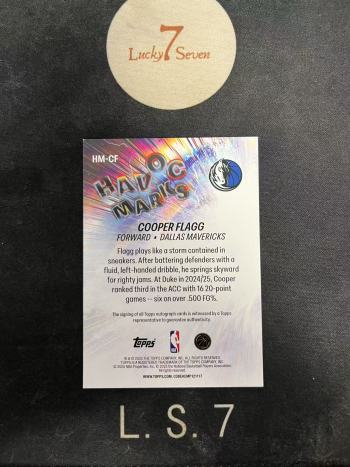 7
Lucky Seven
HM-CF
HAVOC
MARKS
COOPER FLAGG
FORWARD • DALLAS MAVERICKS
Flagg plays like a storm contained in
sneakers. After battering defenders with a
fluid, left-handed dribble, he springs skyward
for righty jams. At Duke in 2024/25, Cooper
ranked third in the ACC with 16 20-point
games -- six on over .500 FG%.
The signing of all Topps autograph cards is witnessed by a Topps
representative to guarantee authenticity.
Topps
NBA
L. S. 7